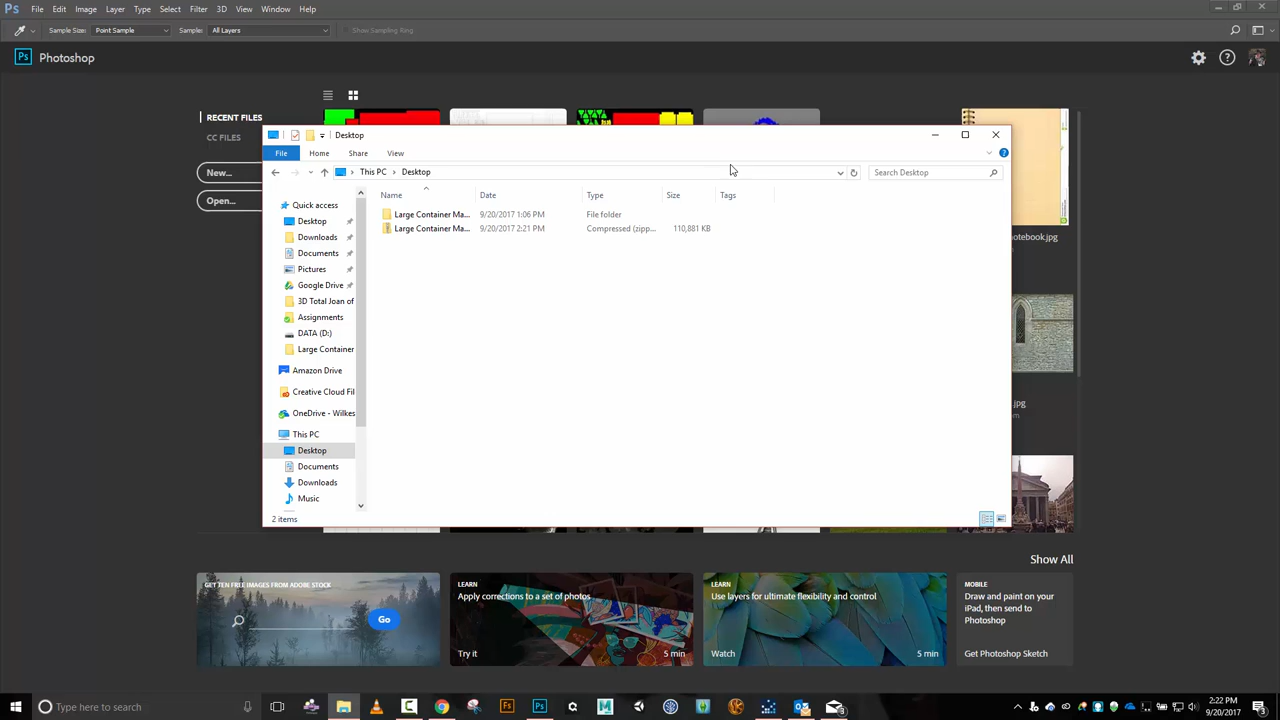 Ps File Edit Image Layer Type Select Filter 3D View Window Help
Sample Size: Point Sample Sample: All Layers Show Sampling Ring
Ps Photoshop
RECENT FILES
CC FILES
New...
Open...
Desktop
File Home Share View
This PC > Desktop Search Desktop
Name Date Type Size Tags
Large Container Ma... 9/20/2017 1:06 PM File folder
Large Container Ma... 9/20/2017 2:21 PM Compressed (zipp... 110,881 KB
Quick access
Desktop
Downloads
Documents
Pictures
Google Drive
3D Total Joan of
Assignments
DATA (D:)
Large Container
Amazon Drive
Creative Cloud Fil
OneDrive - Wilkes
This PC
Desktop
Documents
Downloads
Music
2 items
otebook.jpg
.jpg
Show All
GET TEN FREE IMAGES FROM ADOBE STOCK
Go
LEARN
Apply corrections to a set of photos
Try it 5 min
LEARN
Use layers for ultimate flexibility and control
Watch 5 min
MOBILE
Draw and paint on your
iPad, then send to
Photoshop
Get Photoshop Sketch
Type here to search
2:22 PM
9/20/2017